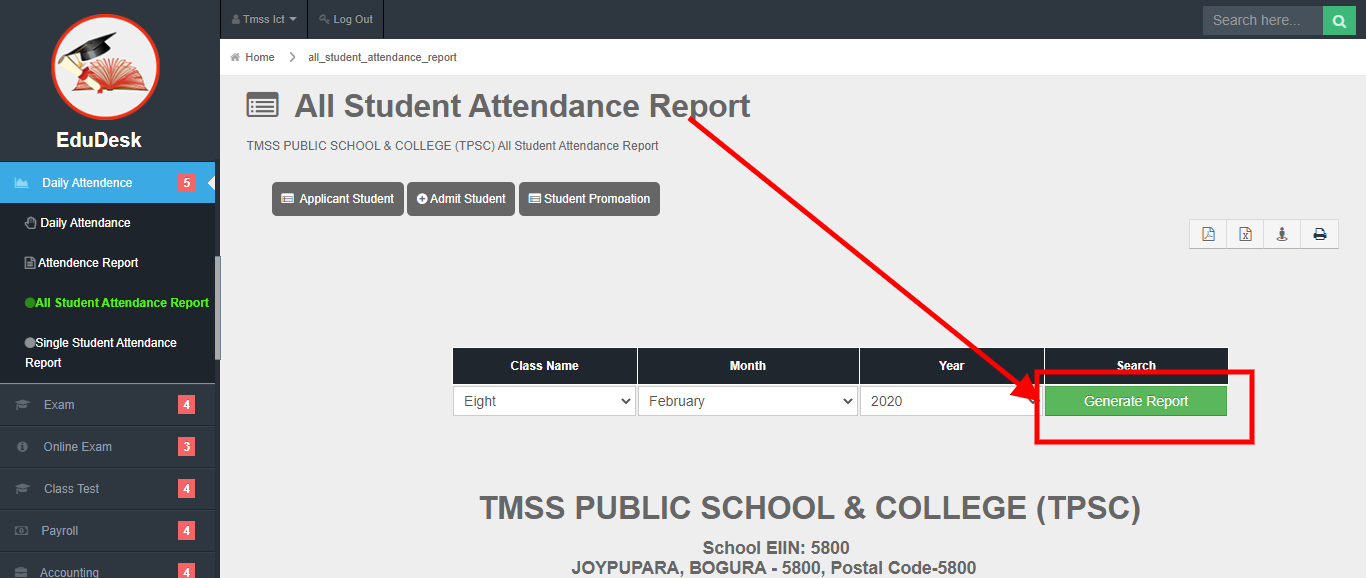 Tmss Ict
Log Out
Search here...
EduDesk
Home
all_student_attendance_report
All Student Attendance Report
TMSS PUBLIC SCHOOL & COLLEGE (TPSC) All Student Attendance Report
Daily Attendence 5
Daily Attendance
Attendence Report
All Student Attendance Report
Single Student Attendance
Report
Exam 4
Online Exam 3
Class Test 4
Payroll 4
Accounting 4
Applicant Student
Admit Student
Student Promoation
Class Name Month Year Search
Eight February 2020 Generate Report
TMSS PUBLIC SCHOOL & COLLEGE (TPSC)
School EIIN: 5800
JOYPUPARA, BOGURA - 5800, Postal Code-5800